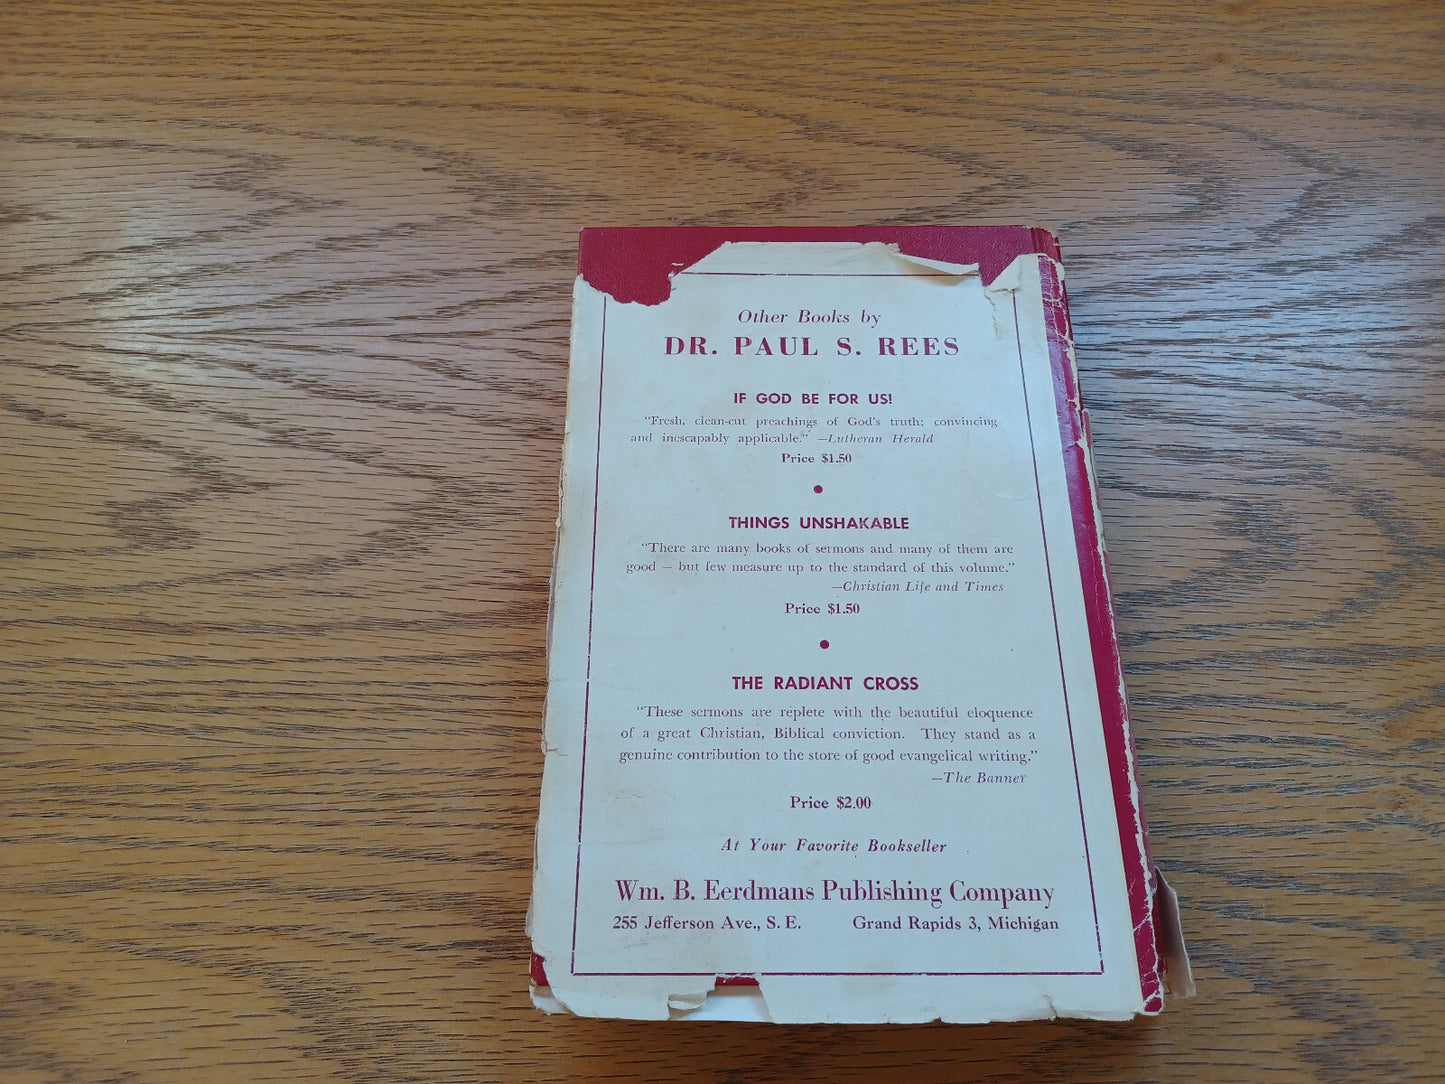 Other Books by
DR. PAUL S. REES
IF GOD BE FOR US!
"Fresh, clean-cut preachings of God's truth; convincing
and inescapably applicable." —Lutheran Herald
Price $1.50
THINGS UNSHAKABLE
"There are many books of sermons and many of them are
good — but few measure up to the standard of this volume."
—Christian Life and Times
Price $1.50
THE RADIANT CROSS
"These sermons are replete with the beautiful eloquence
of a great Christian, Biblical conviction. They stand as a
genuine contribution to the store of good evangelical writing."
—The Banner
Price $2.00
At Your Favorite Bookseller
Wm. B. Eerdmans Publishing Company
255 Jefferson Ave., S. E. Grand Rapids 3, Michigan